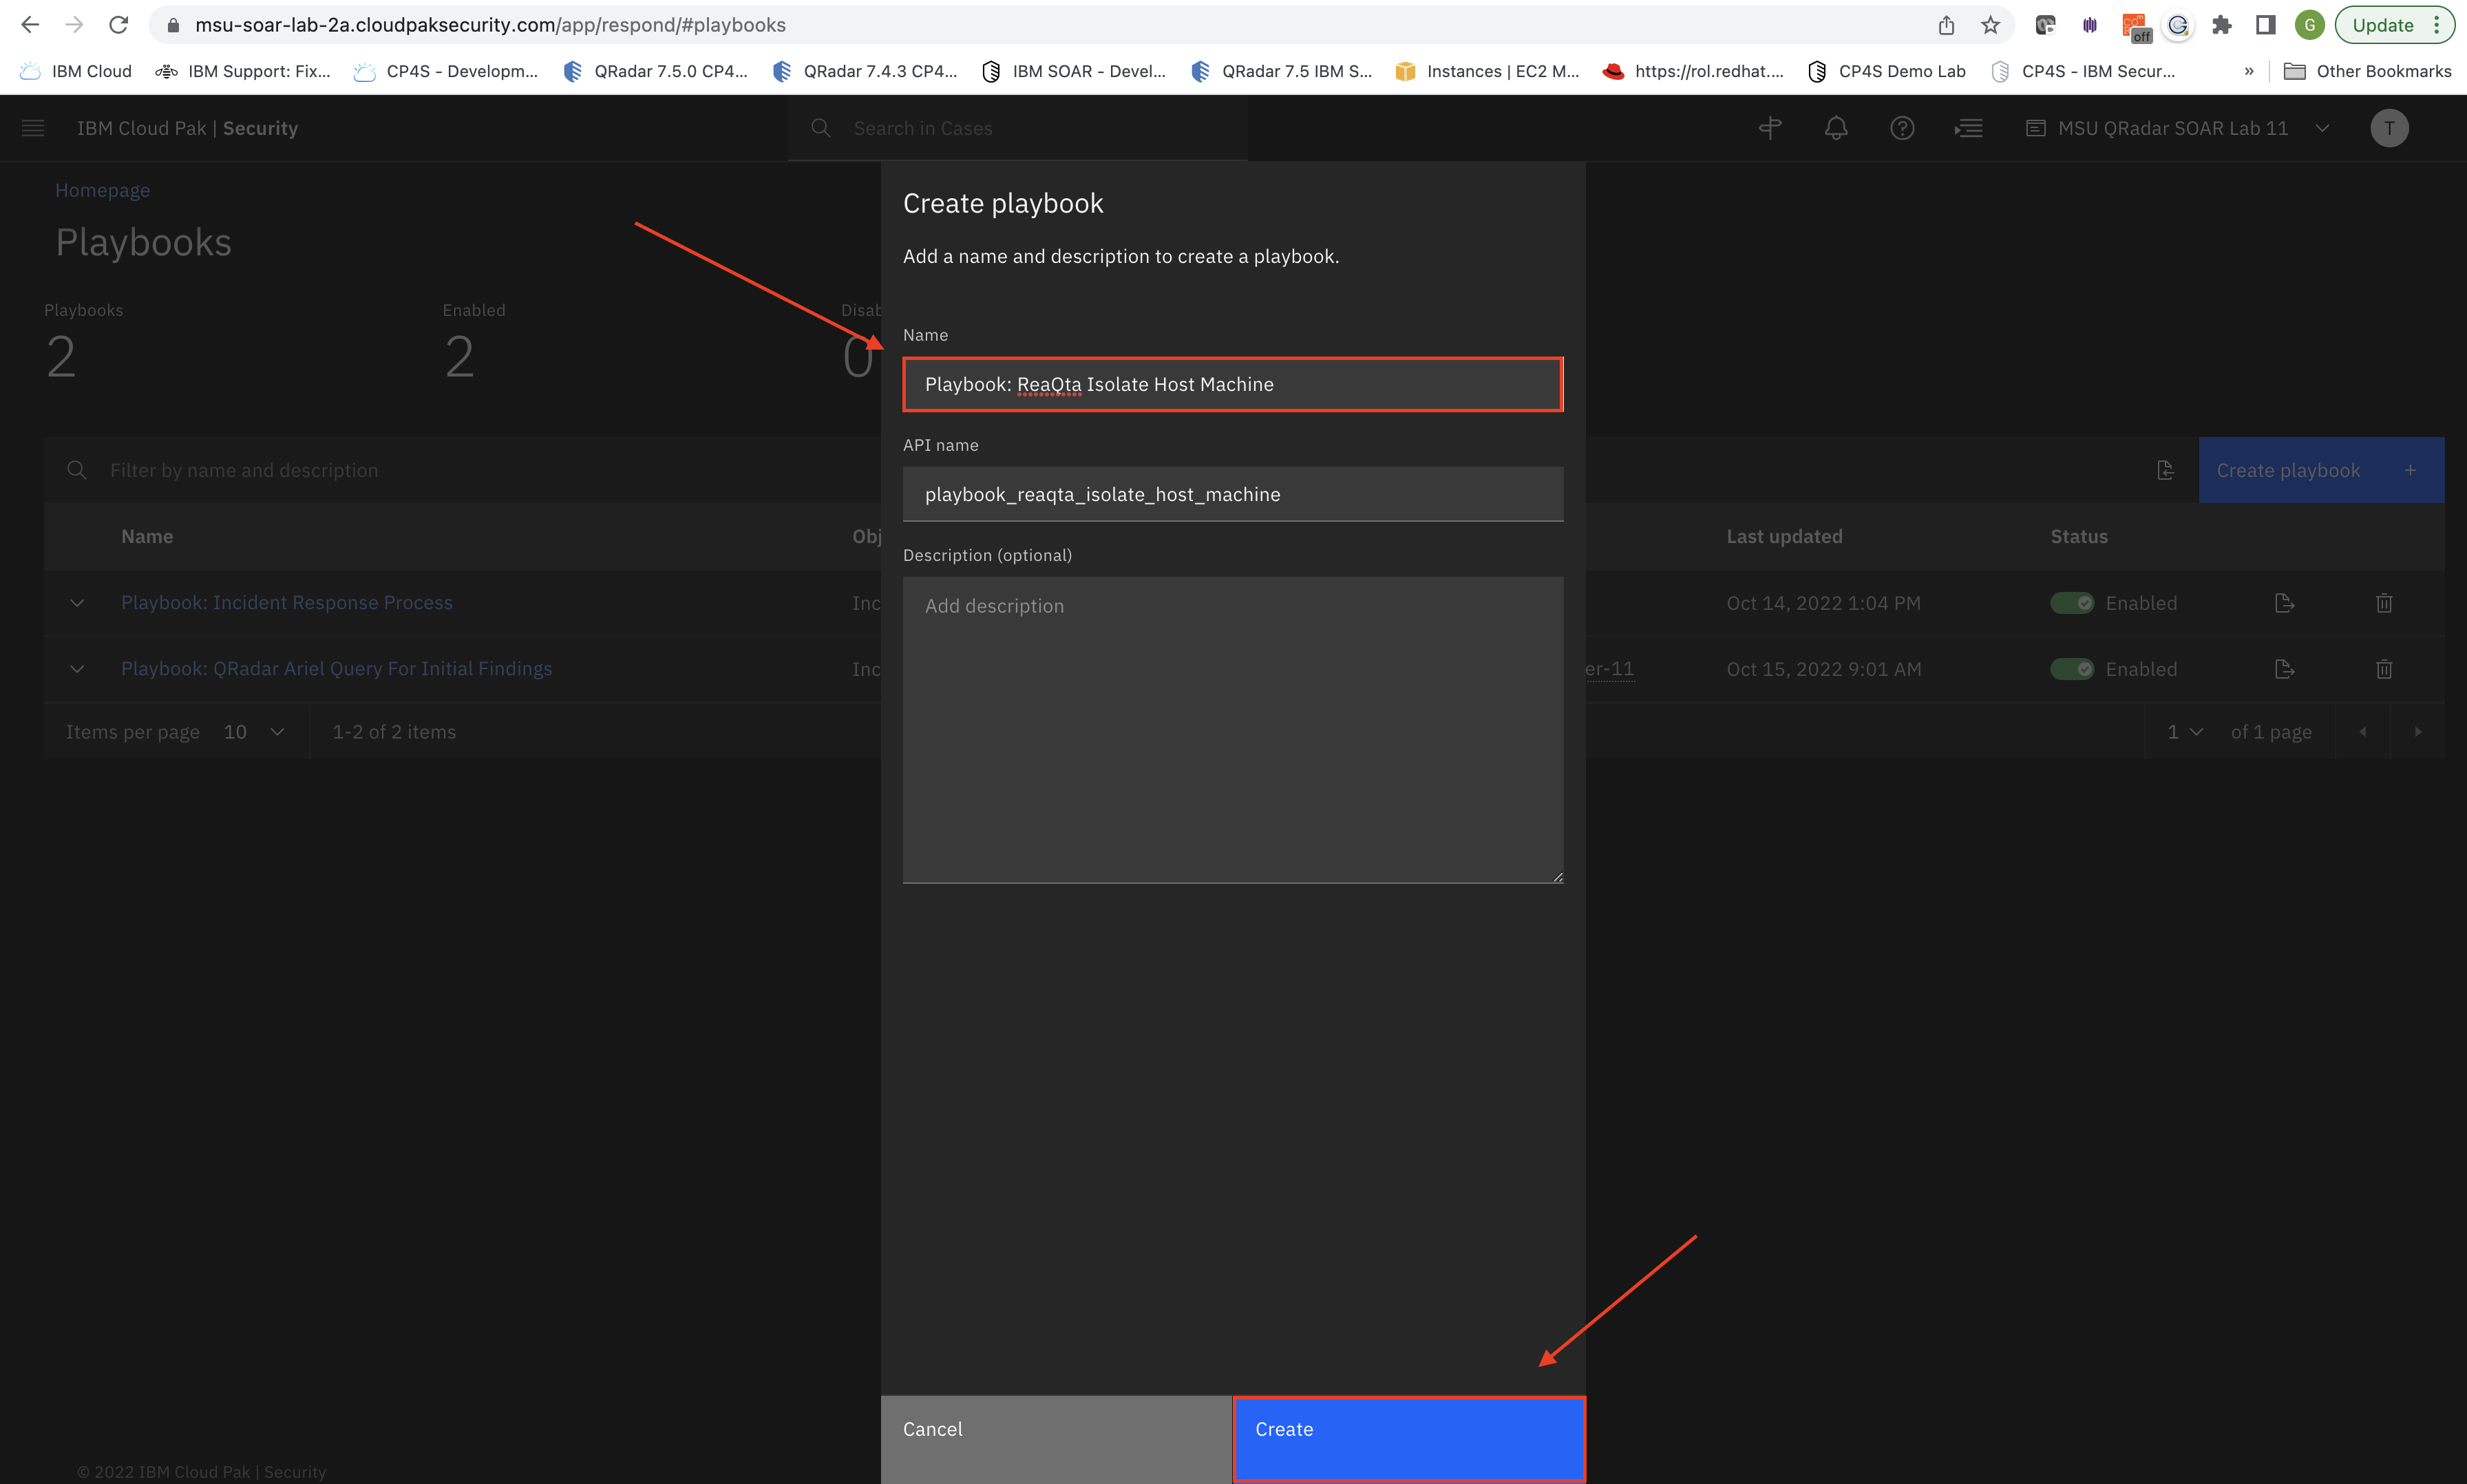 msu-soar-lab-2a.cloudpaksecurity.com/app/respond/#playbooks
off
G
Update
IBM Cloud
IBM Support: Fix...
CP4S - Developm...
QRadar 7.5.0 CP4...
QRadar 7.4.3 CP4...
IBM SOAR - Devel...
QRadar 7.5 IBM S...
Instances | EC2 M...
https://rol.redhat....
CP4S Demo Lab
CP4S - IBM Secur...
»
Other Bookmarks
IBM Cloud Pak | Security
Search in Cases
MSU QRadar SOAR Lab 11
T
Homepage
Playbooks
Playbooks
Enabled
Disab
2
2
0
Create playbook
Add a name and description to create a playbook.
Name
Playbook: ReaQta Isolate Host Machine
API name
playbook_reaqta_isolate_host_machine
Description (optional)
Add description
Cancel
Create
Filter by name and description
Create playbook +
Name
Obj
Last updated
Status
Playbook: Incident Response Process
Inc
Oct 14, 2022 1:04 PM
Enabled
Playbook: QRadar Ariel Query For Initial Findings
Inc
er-11
Oct 15, 2022 9:01 AM
Enabled
Items per page 10
1-2 of 2 items
1
of 1 page
© 2022 IBM Cloud Pak | Security